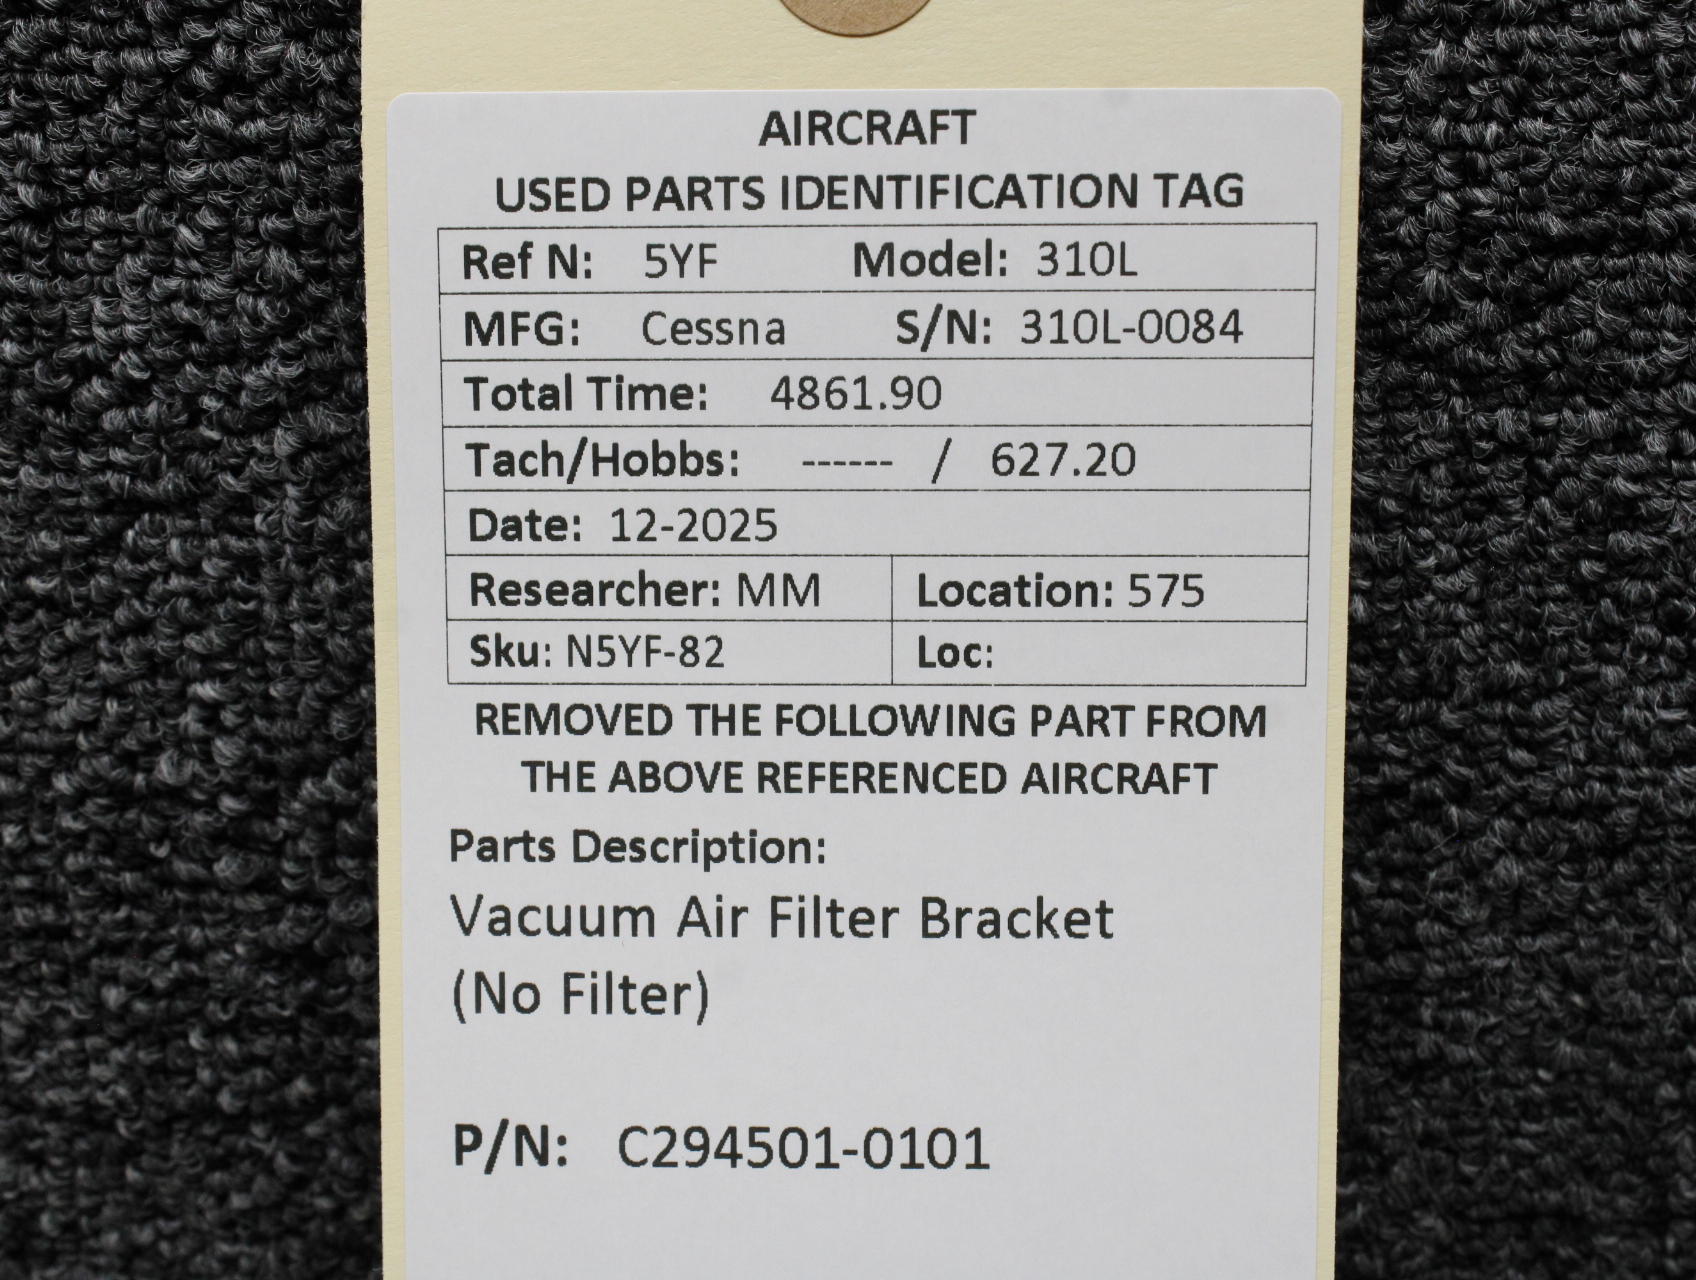 AIRCRAFT
USED PARTS IDENTIFICATION TAG
Ref N: 5YF Model: 310L
MFG: Cessna S/N: 310L-0084
Total Time: 4861.90
Tach/Hobbs: ------ / 627.20
Date: 12-2025
Researcher: MM Location: 575
Sku: N5YF-82 Loc:
REMOVED THE FOLLOWING PART FROM
THE ABOVE REFERENCED AIRCRAFT
Parts Description:
Vacuum Air Filter Bracket
(No Filter)
P/N: C294501-0101